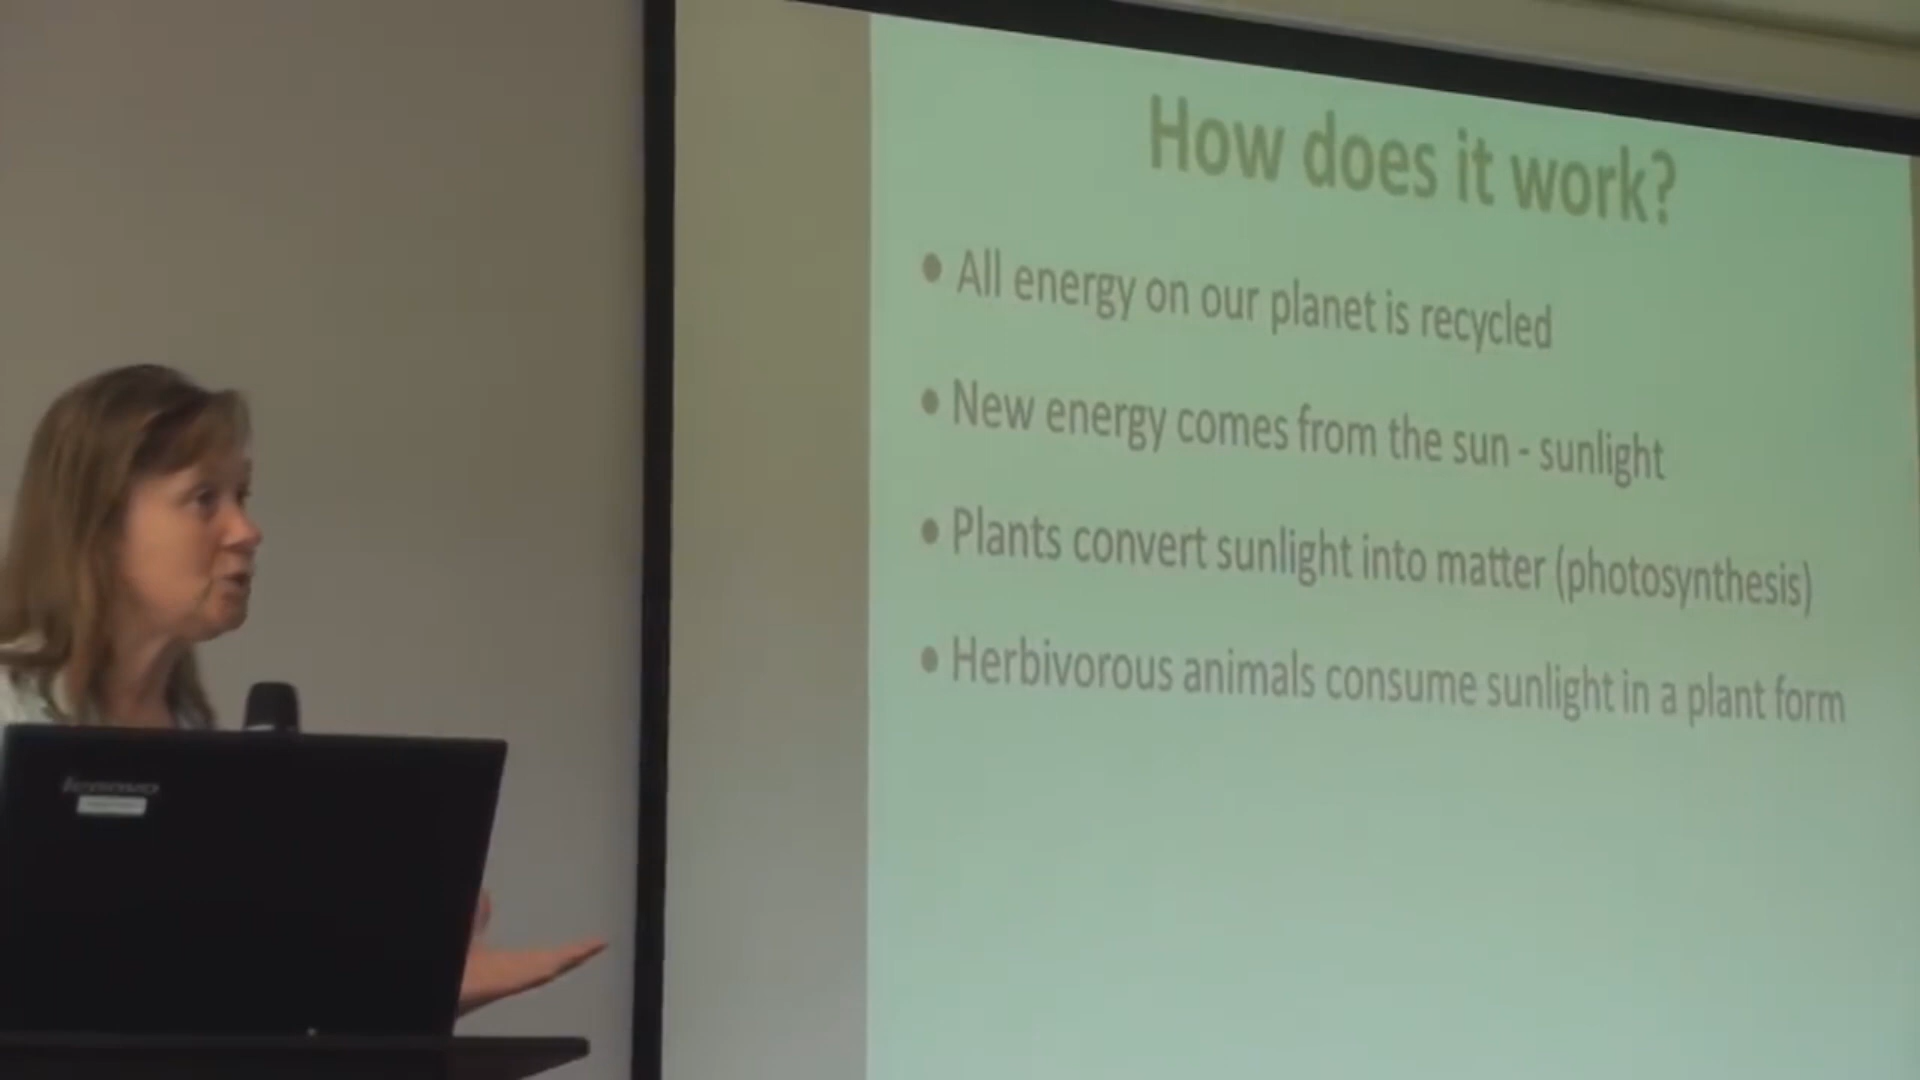 How does it work?
• All energy on our planet is recycled
• New energy comes from the sun - sunlight
• Plants convert sunlight into matter (photosynthesis)
• Herbivorous animals consume sunlight in a plant form
lenovo